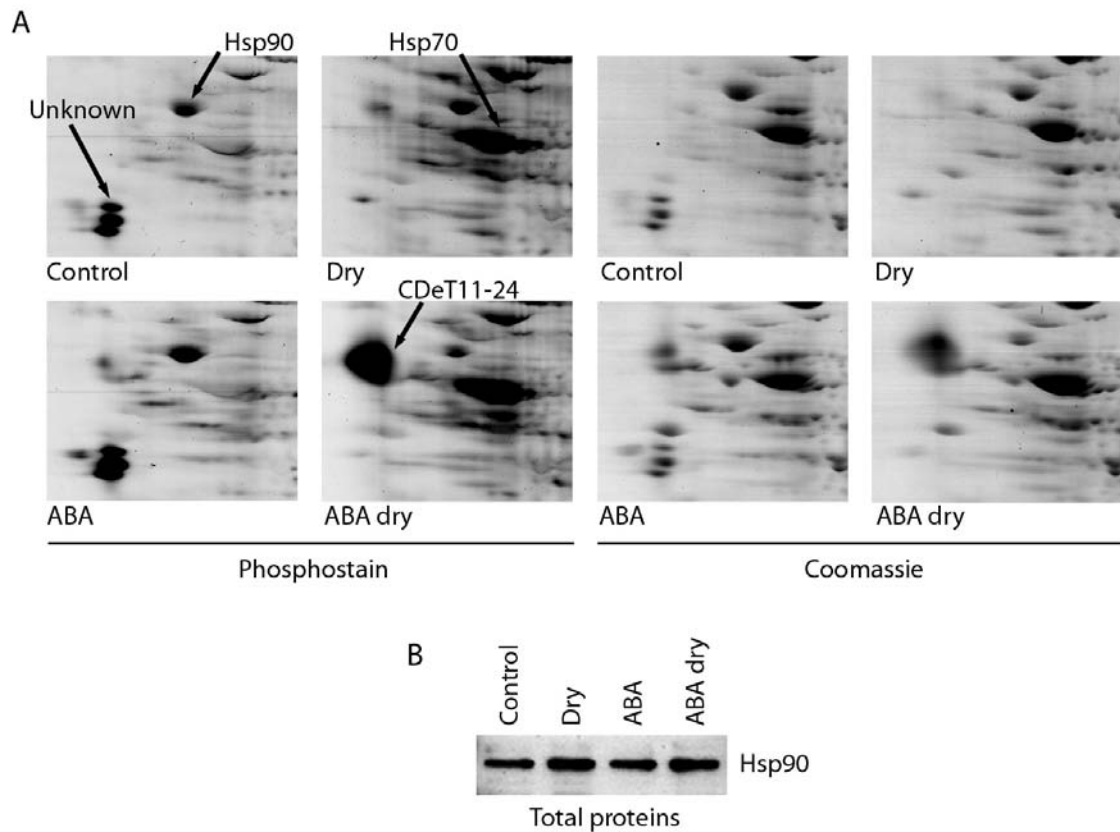 A
Hsp90
Hsp70
Unknown
Control
Dry
Control
Dry
CDeT11-24
ABA
ABA dry
ABA
ABA dry
Phosphostain
Coomassie
B
Control
Dry
ABA
ABA dry
Hsp90
Total proteins